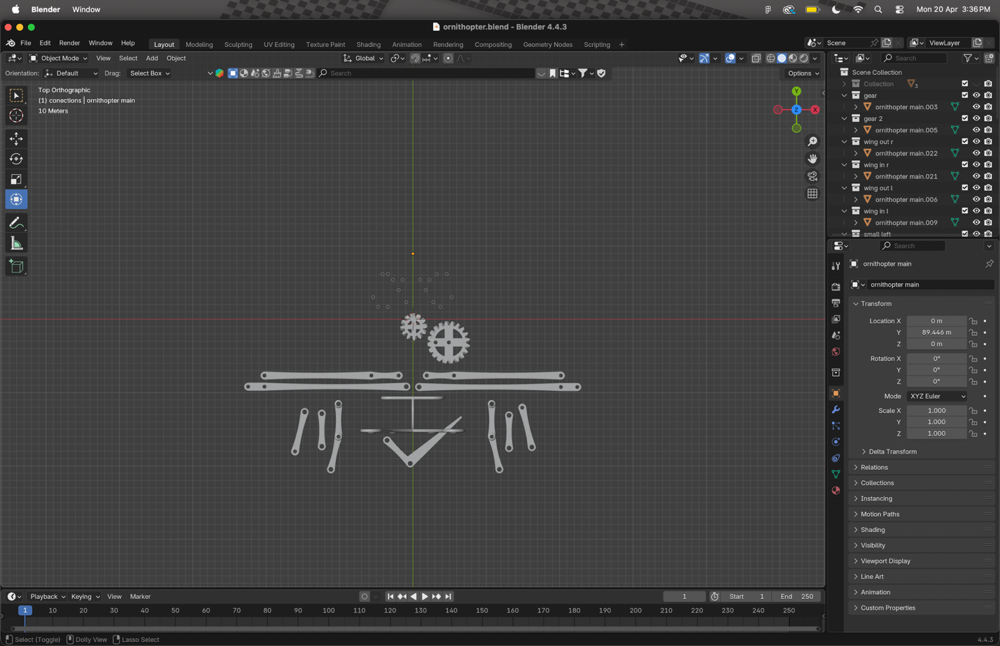 Blender Window Mon 20 Apr 3:36 PM
ornithopter.blend - Blender 4.4.3
File Edit Render Window Help Layout Modeling Sculpting UV Editing Texture Paint Shading Animation Rendering Compositing Geometry Nodes Scripting + Scene ViewLayer
Object Mode View Select Add Object Global Search
Orientation: Default Drag: Select Box Search Options
Scene Collection
Collection 3
gear
ornithopter main.003
gear 2
ornithopter main.005
wing out r
ornithopter main.022
wing in r
ornithopter main.021
wing out l
ornithopter main.006
wing in l
ornithopter main.009
small left
Top Orthographic
(1) conections | ornithopter main
10 Meters
Y
Z
X
Search
ornithopter main
ornithopter main
Transform
Location X 0 m
Y 89.446 m
Z 0 m
Rotation X 0°
Y 0°
Z 0°
Mode XYZ Euler
Scale X 1.000
Y 1.000
Z 1.000
Delta Transform
Relations
Collections
Instancing
Motion Paths
Shading
Visibility
Viewport Display
Line Art
Animation
Custom Properties
Playback Keying View Marker 1 Start 1 End 250
1 10 20 30 40 50 60 70 80 90 100 110 120 130 140 150 160 170 180 190 200 210 220 230 240 250
Select (Toggle) Dolly View Lasso Select 4.4.3